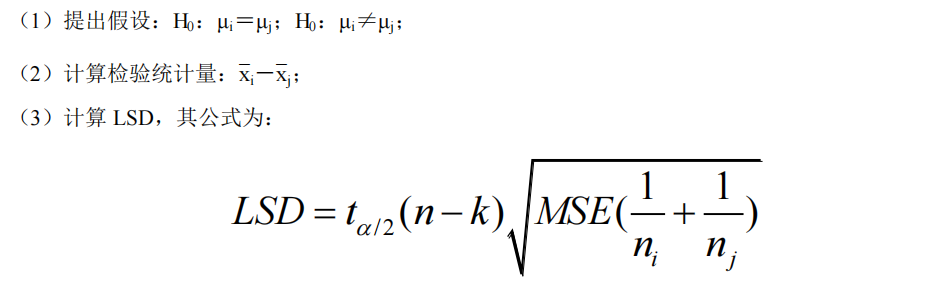 （1）提出假设：H₀：μᵢ＝μⱼ；H₀：μᵢ≠μⱼ；
（2）计算检验统计量：x̅ᵢ－x̅ⱼ；
（3）计算 LSD，其公式为：
LSD = t_{α/2}(n − k)√(MSE(1/nᵢ + 1/nⱼ))